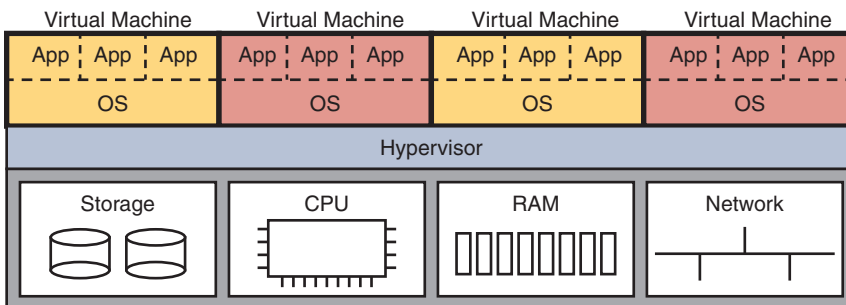 Virtual Machine Virtual Machine Virtual Machine Virtual Machine
App App App App App App App App App App App App
OS OS OS OS
Hypervisor
Storage CPU RAM Network